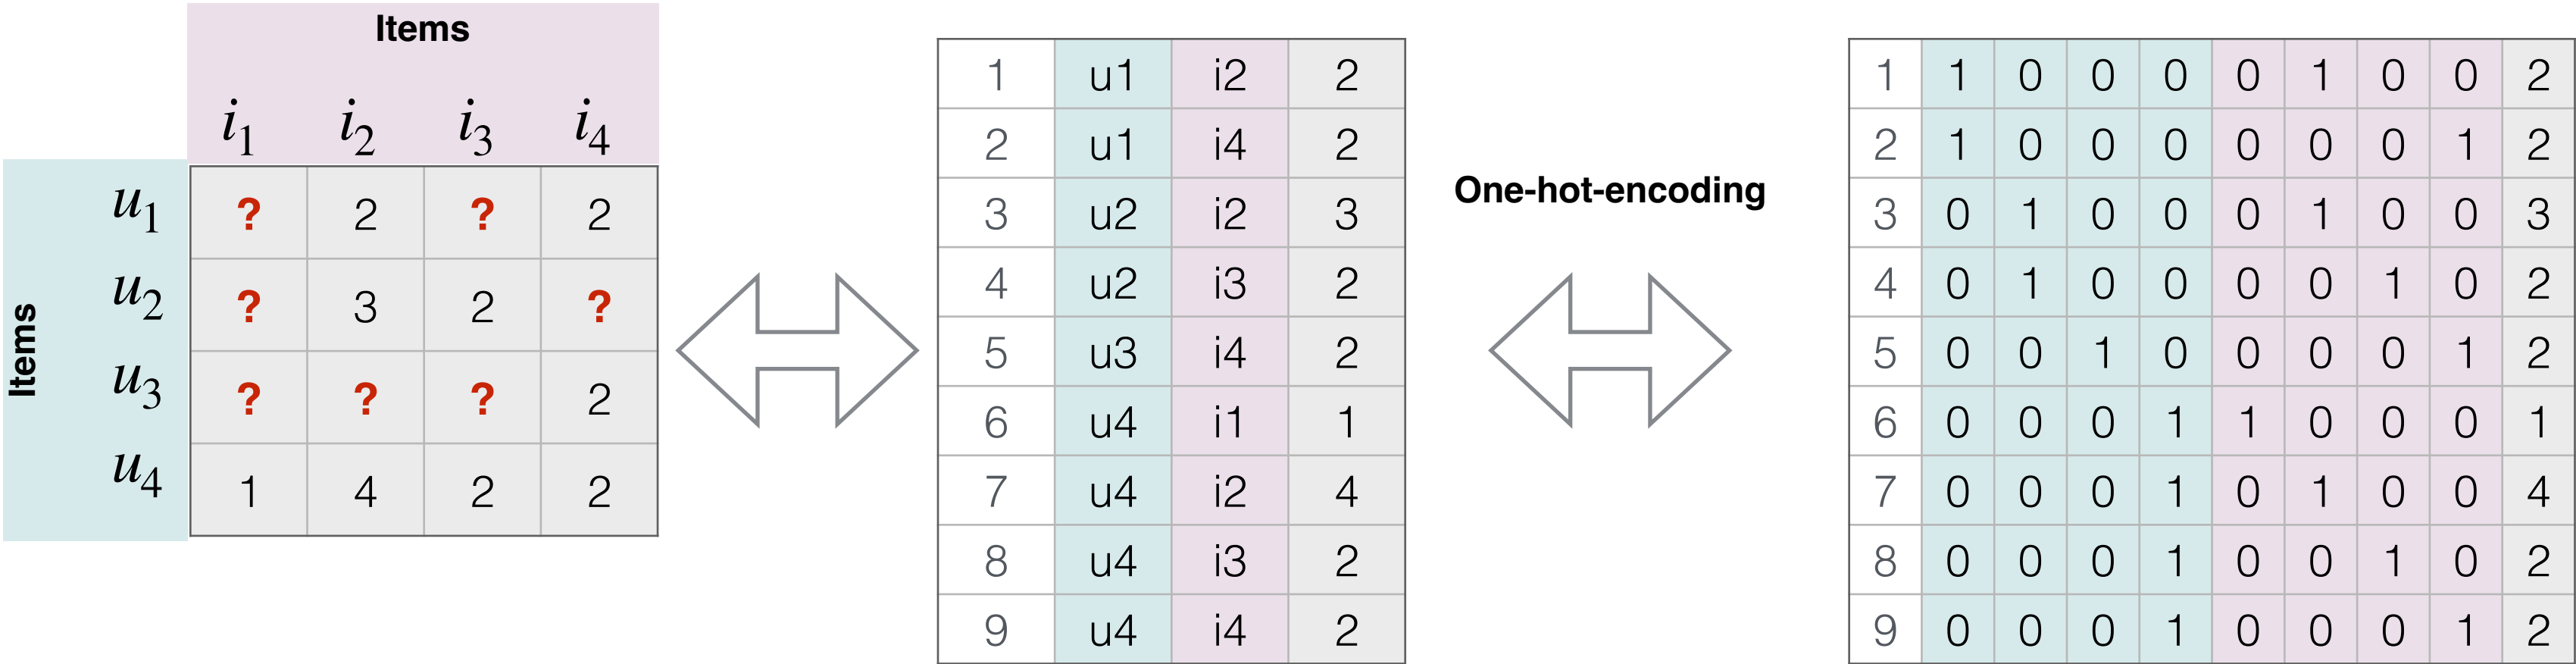 Items
i1 i2 i3 i4
Items
u1 ? 2 ? 2
u2 ? 3 2 ?
u3 ? ? ? 2
u4 1 4 2 2
1 u1 i2 2
2 u1 i4 2
3 u2 i2 3
4 u2 i3 2
5 u3 i4 2
6 u4 i1 1
7 u4 i2 4
8 u4 i3 2
9 u4 i4 2
One-hot-encoding
1 1 0 0 0 0 1 0 0 2
2 1 0 0 0 0 0 0 1 2
3 0 1 0 0 0 1 0 0 3
4 0 1 0 0 0 0 1 0 2
5 0 0 1 0 0 0 0 1 2
6 0 0 0 1 1 0 0 0 1
7 0 0 0 1 0 1 0 0 4
8 0 0 0 1 0 0 1 0 2
9 0 0 0 1 0 0 0 1 2